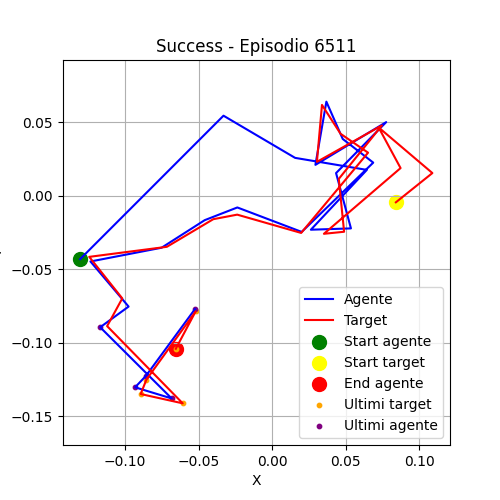 Success - Episodio 6511
0.05
0.00
−0.05
−0.10
−0.15
−0.10
−0.05
0.00
0.05
0.10
X
Agente
Target
Start agente
Start target
End agente
Ultimi target
Ultimi agente